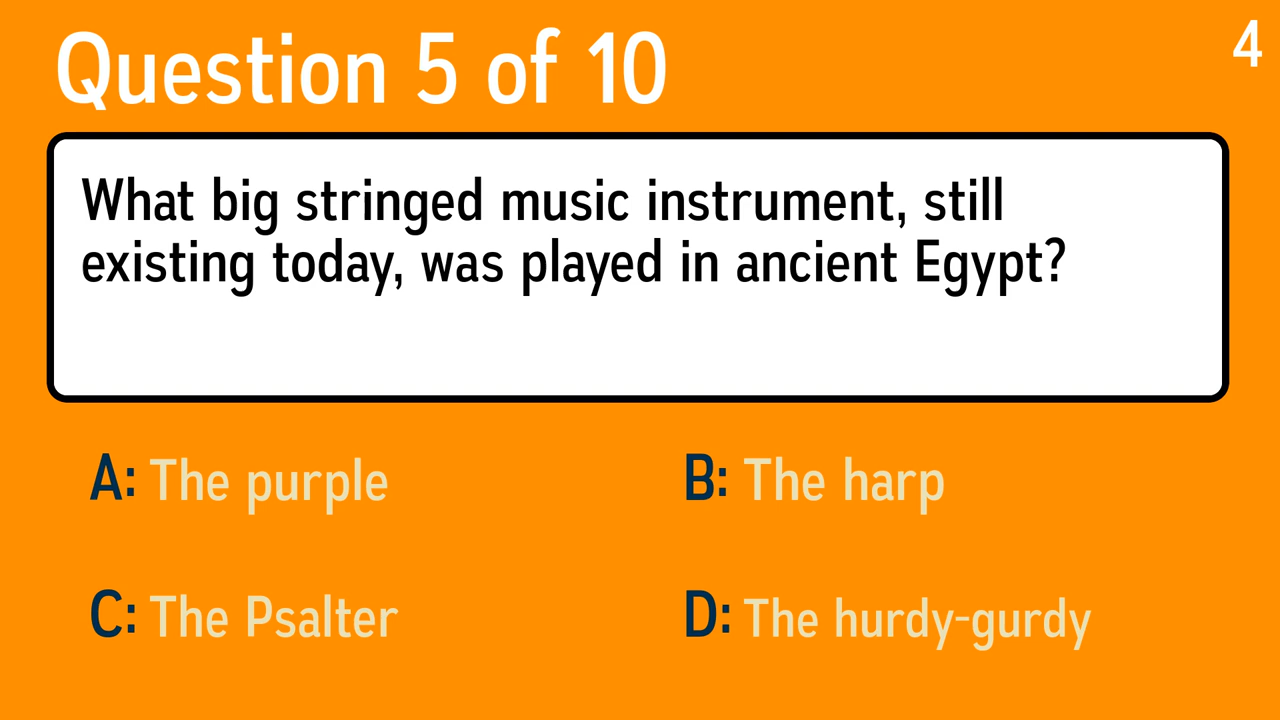 Question 5 of 10
4
What big stringed music instrument, still
existing today, was played in ancient Egypt?
A: The purple
B: The harp
C: The Psalter
D: The hurdy-gurdy